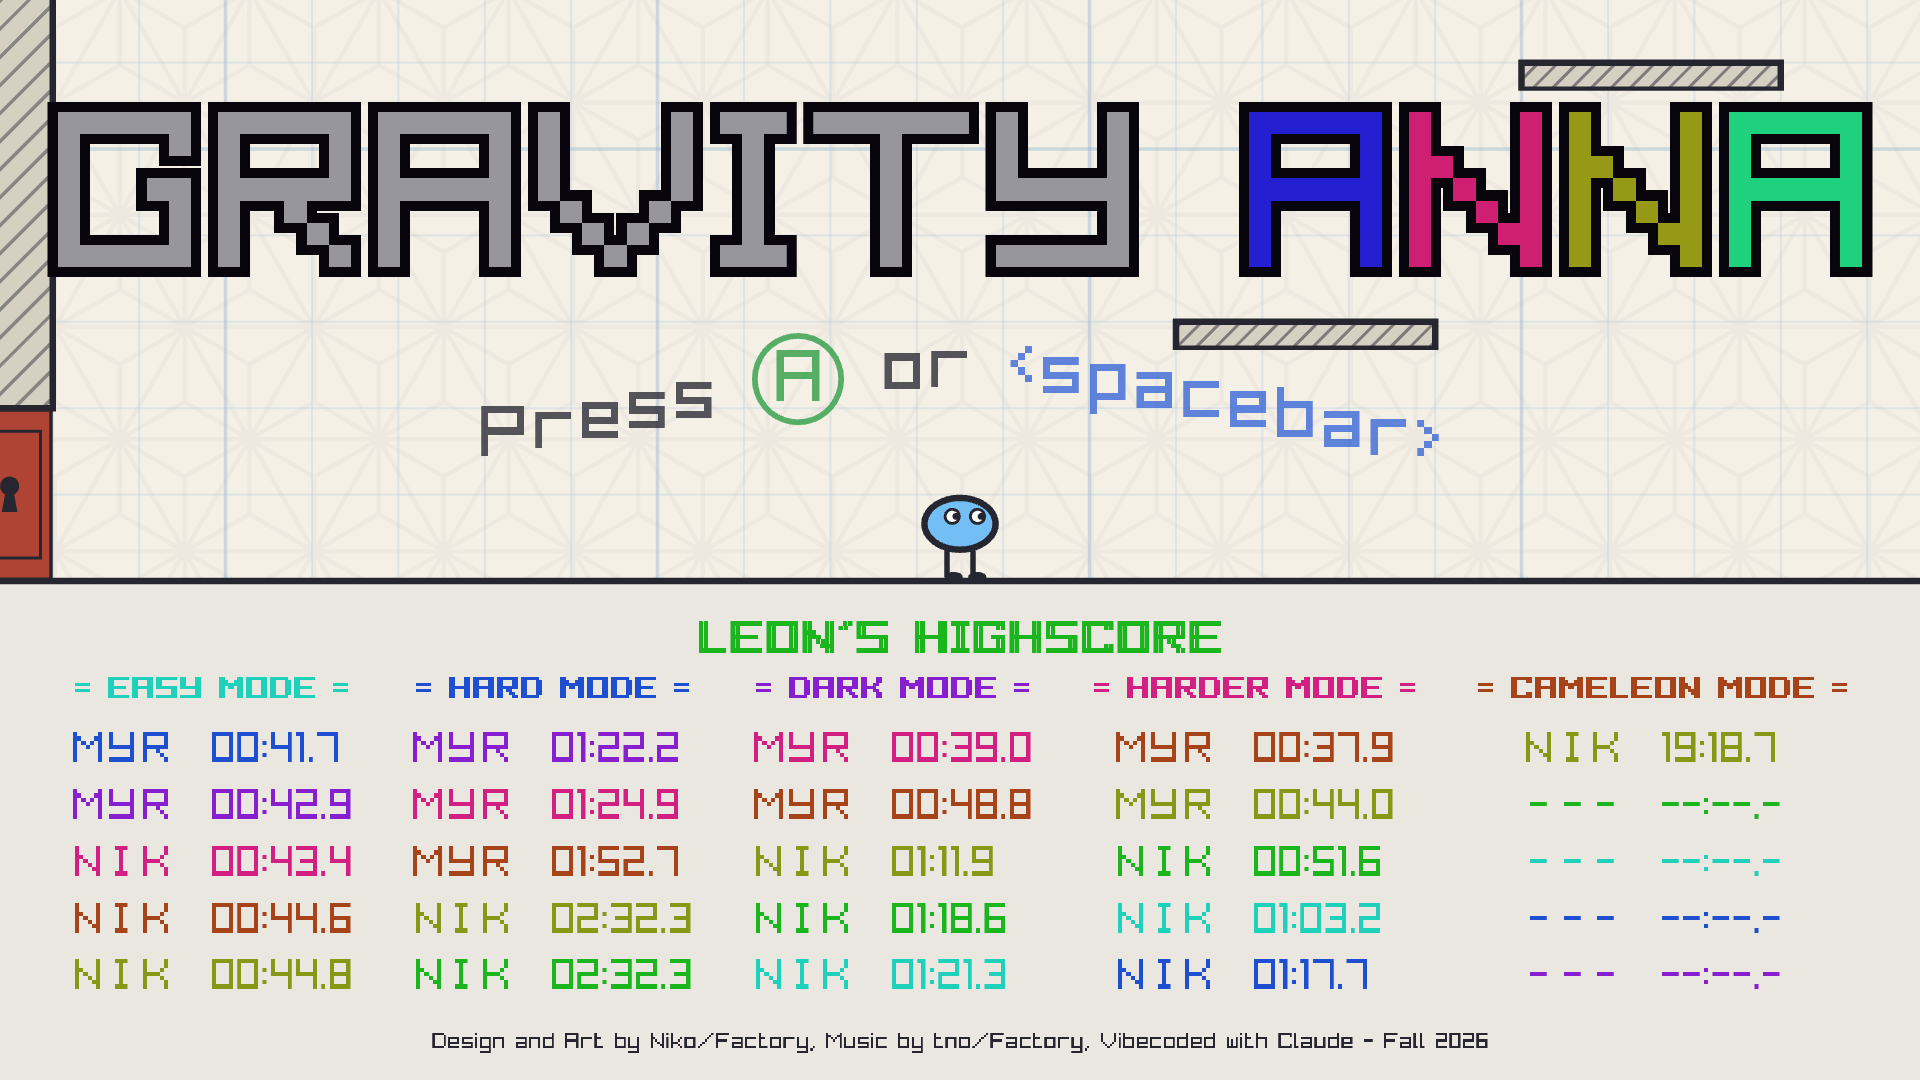 GRAVITY ANNA
press A or <spacebar>
LEON'S HIGHSCORE
= EASY MODE = = HARD MODE = = DARK MODE = = HARDER MODE = = CAMELEON MODE =
MYR 00:41.7 MYR 01:22.2 MYR 00:39.0 MYR 00:37.9 NIK 19:18.7
MYR 00:42.9 MYR 01:24.9 MYR 00:48.8 MYR 00:44.0 --- --:--.-
NIK 00:43.4 MYR 01:52.7 NIK 01:11.9 NIK 00:51.6 --- --:--.-
NIK 00:44.6 NIK 02:32.3 NIK 01:18.6 NIK 01:03.2 --- --:--.-
NIK 00:44.8 NIK 02:32.3 NIK 01:21.3 NIK 01:17.7 --- --:--.-
Design and Art by Niko/Factory, Music by tno/Factory, Vibecoded with Claude - Fall 2026